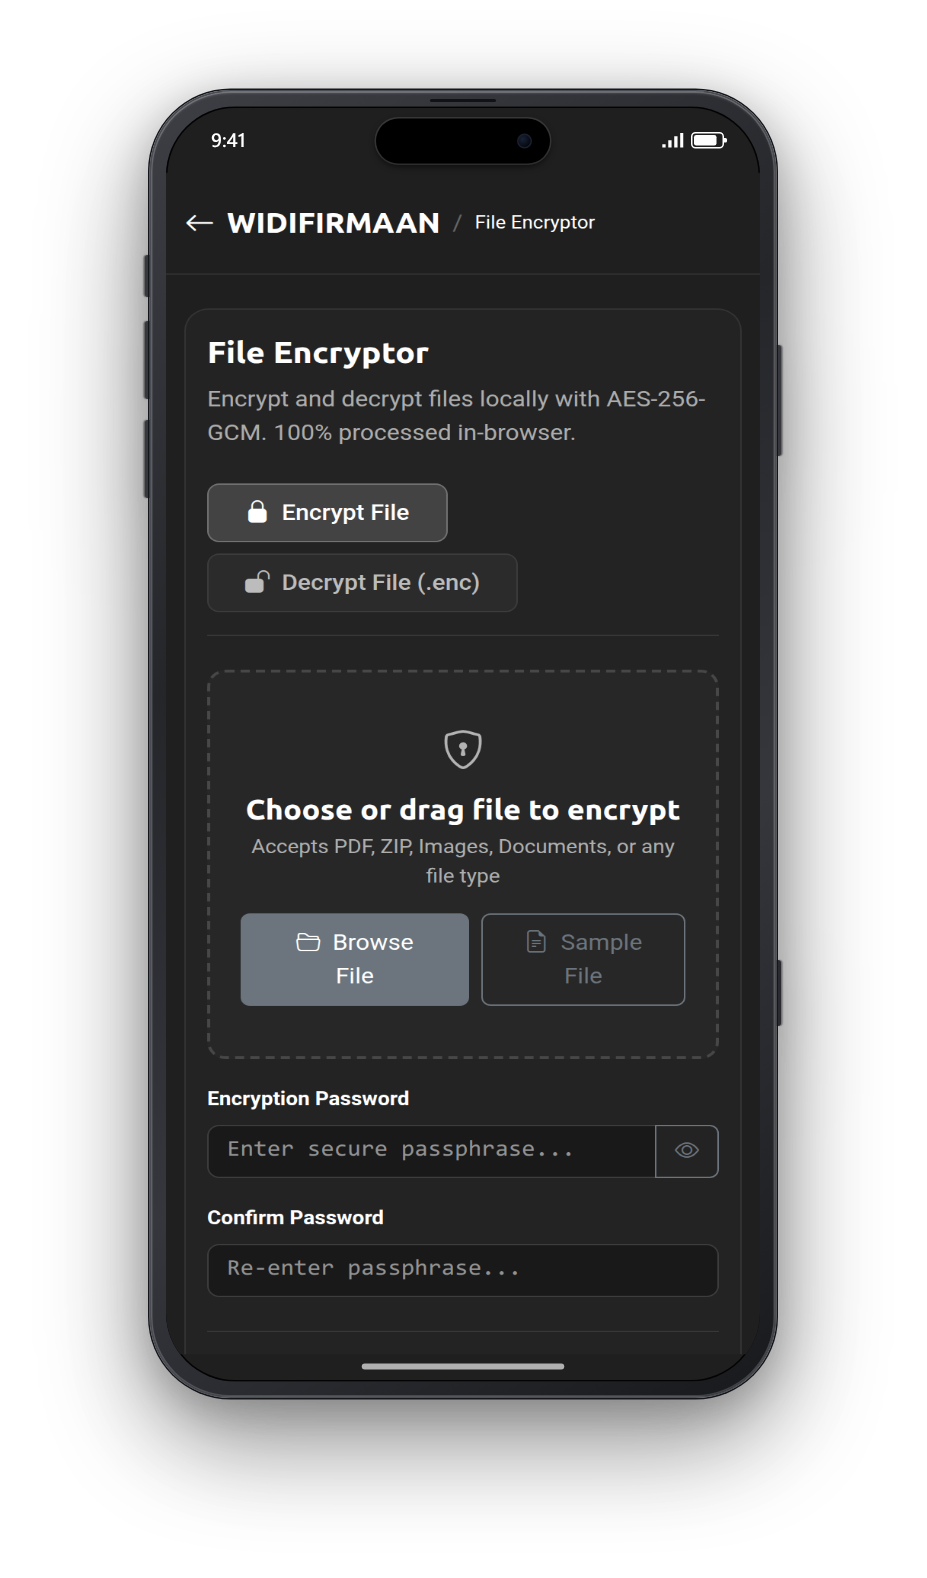 9:41
WIDIFIRMAAN / File Encryptor
File Encryptor
Encrypt and decrypt files locally with AES-256-
GCM. 100% processed in-browser.
Encrypt File
Decrypt File (.enc)
Choose or drag file to encrypt
Accepts PDF, ZIP, Images, Documents, or any
file type
Browse
File
Sample
File
Encryption Password
Enter secure passphrase...
Confirm Password
Re-enter passphrase...